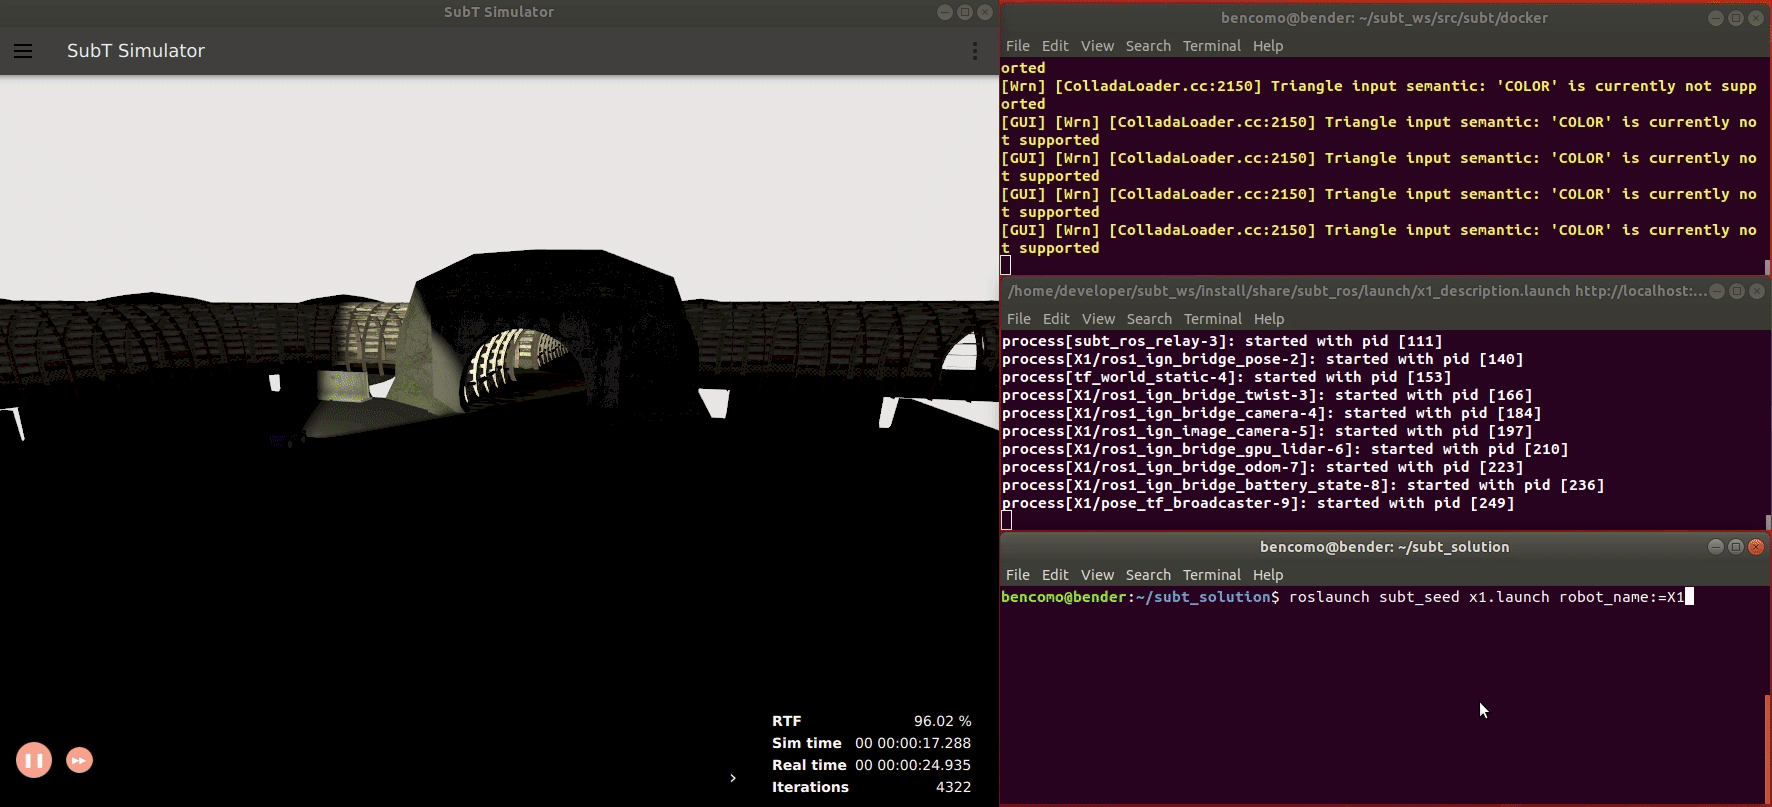 SubT Simulator
SubT Simulator
RTF 96.02 %
Sim time 00 00:00:17.288
Real time 00 00:00:24.935
Iterations 4322
bencomo@bender: ~/subt_ws/src/subt/docker
File Edit View Search Terminal Help
orted
[Wrn] [ColladaLoader.cc:2150] Triangle input semantic: 'COLOR' is currently not supp
orted
[GUI] [Wrn] [ColladaLoader.cc:2150] Triangle input semantic: 'COLOR' is currently no
t supported
[GUI] [Wrn] [ColladaLoader.cc:2150] Triangle input semantic: 'COLOR' is currently no
t supported
[GUI] [Wrn] [ColladaLoader.cc:2150] Triangle input semantic: 'COLOR' is currently no
t supported
[GUI] [Wrn] [ColladaLoader.cc:2150] Triangle input semantic: 'COLOR' is currently no
t supported
/home/developer/subt_ws/install/share/subt_ros/launch/x1_description.launch http://localhost:...
File Edit View Search Terminal Help
process[subt_ros_relay-3]: started with pid [111]
process[X1/ros1_ign_bridge_pose-2]: started with pid [140]
process[tf_world_static-4]: started with pid [153]
process[X1/ros1_ign_bridge_twist-3]: started with pid [166]
process[X1/ros1_ign_bridge_camera-4]: started with pid [184]
process[X1/ros1_ign_image_camera-5]: started with pid [197]
process[X1/ros1_ign_bridge_gpu_lidar-6]: started with pid [210]
process[X1/ros1_ign_bridge_odom-7]: started with pid [223]
process[X1/ros1_ign_bridge_battery_state-8]: started with pid [236]
process[X1/pose_tf_broadcaster-9]: started with pid [249]
bencomo@bender: ~/subt_solution
File Edit View Search Terminal Help
bencomo@bender:~/subt_solution$ roslaunch subt_seed x1.launch robot_name:=X1